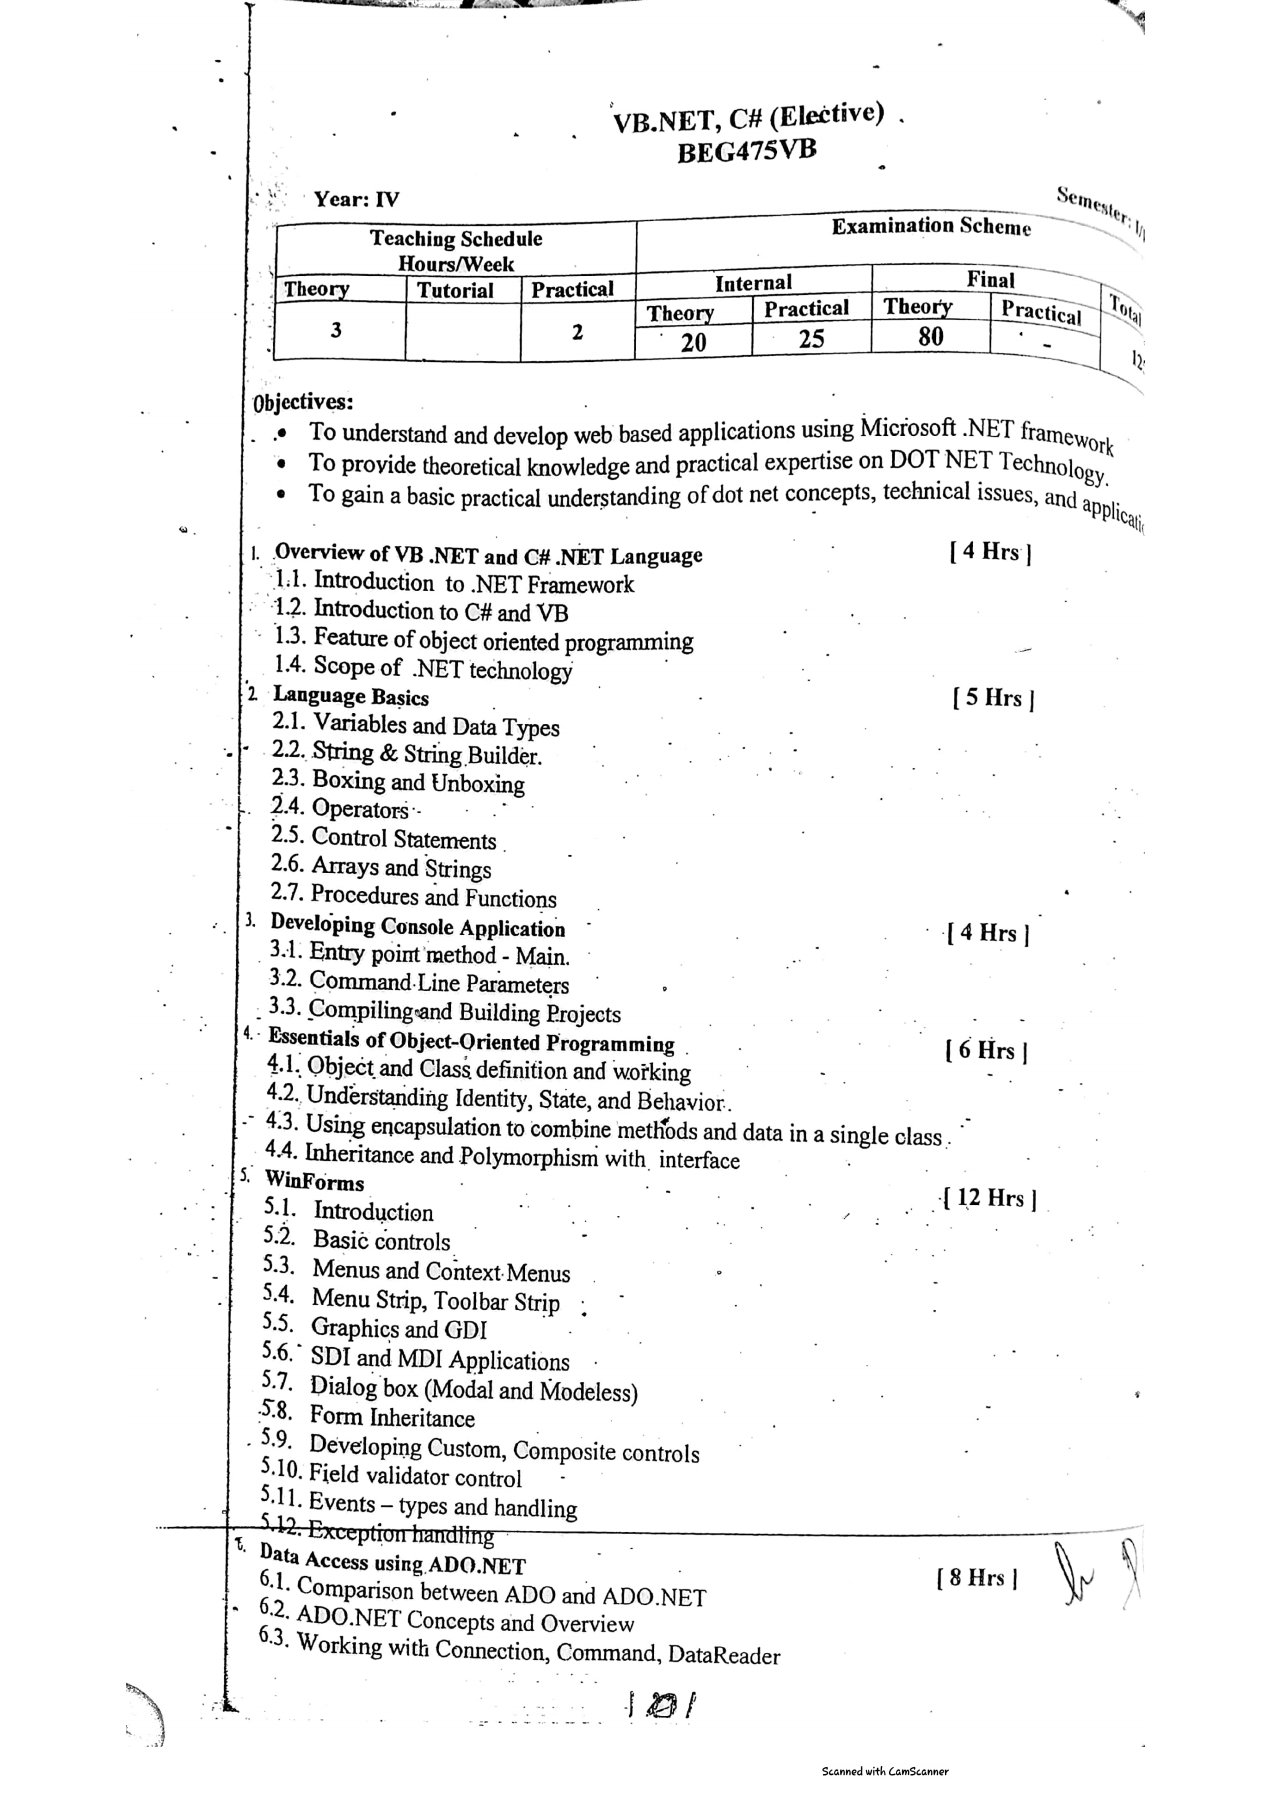 VB.NET, C# (Elective)
BEG475VB
Year: IV
Semester:
Teaching Schedule
Hours/Week
Examination Scheme
Theory Tutorial Practical
Internal Final Total
Theory Practical Theory Practical
3 2 20 25 80 -
Objectives:
• To understand and develop web based applications using Microsoft .NET framework
• To provide theoretical knowledge and practical expertise on DOT NET Technology.
• To gain a basic practical understanding of dot net concepts, technical issues, and
1. Overview of VB .NET and C# .NET Language [ 4 Hrs ]
1.1. Introduction to .NET Framework
1.2. Introduction to C# and VB
1.3. Feature of object oriented programming
1.4. Scope of .NET technology
2 Language Basics [ 5 Hrs ]
2.1. Variables and Data Types
2.2. String & String Builder.
2.3. Boxing and Unboxing
2.4. Operators
2.5. Control Statements
2.6. Arrays and Strings
2.7. Procedures and Functions
3. Developing Console Application [ 4 Hrs ]
3.1. Entry point method - Main.
3.2. Command Line Parameters
3.3. Compiling and Building Projects
4. Essentials of Object-Oriented Programming [ 6 Hrs ]
4.1. Object and Class definition and working
4.2. Understanding Identity, State, and Behavior.
4.3. Using encapsulation to combine methods and data in a single class.
4.4. Inheritance and Polymorphism with interface
5. WinForms [ 12 Hrs ]
5.1. Introduction
5.2. Basic controls
5.3. Menus and Context Menus
5.4. Menu Strip, Toolbar Strip
5.5. Graphics and GDI
5.6. SDI and MDI Applications
5.7. Dialog box (Modal and Modeless)
5.8. Form Inheritance
5.9. Developing Custom, Composite controls
5.10. Field validator control
5.11. Events – types and handling
5.12. Exception handling
Data Access using ADO.NET [ 8 Hrs ]
6.1. Comparison between ADO and ADO.NET
6.2. ADO.NET Concepts and Overview
6.3. Working with Connection, Command, DataReader
Scanned with CamScanner